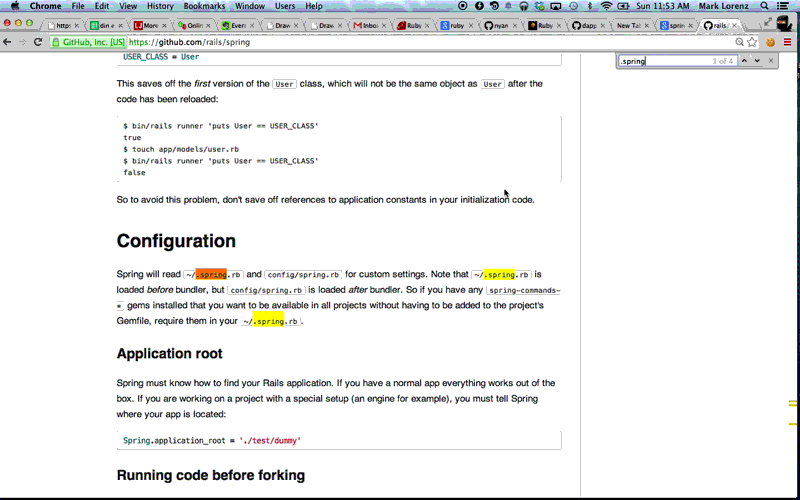 Chrome File Edit View History Bookmarks Window Users Help Sun 11:53 AM Mark Lorenz
https din e More Onlin Ever Draw Draw Inbo Ruby ruby nyan Ruby dapp New Tab sprin rails
GitHub, Inc. [US] https://github.com/rails/spring
.spring 1 of 4
USER_CLASS = User
This saves off the first version of the User class, which will not be the same object as User after the
code has been reloaded:
$ bin/rails runner 'puts User == USER_CLASS'
true
$ touch app/models/user.rb
$ bin/rails runner 'puts User == USER_CLASS'
false
So to avoid this problem, don't save off references to application constants in your initialization code.
Configuration
Spring will read ~/.spring.rb and config/spring.rb for custom settings. Note that ~/.spring.rb is
loaded before bundler, but config/spring.rb is loaded after bundler. So if you have any spring-commands-
* gems installed that you want to be available in all projects without having to be added to the project's
Gemfile, require them in your ~/.spring.rb.
Application root
Spring must know how to find your Rails application. If you have a normal app everything works out of the
box. If you are working on a project with a special setup (an engine for example), you must tell Spring
where your app is located:
Spring.application_root = './test/dummy'
Running code before forking